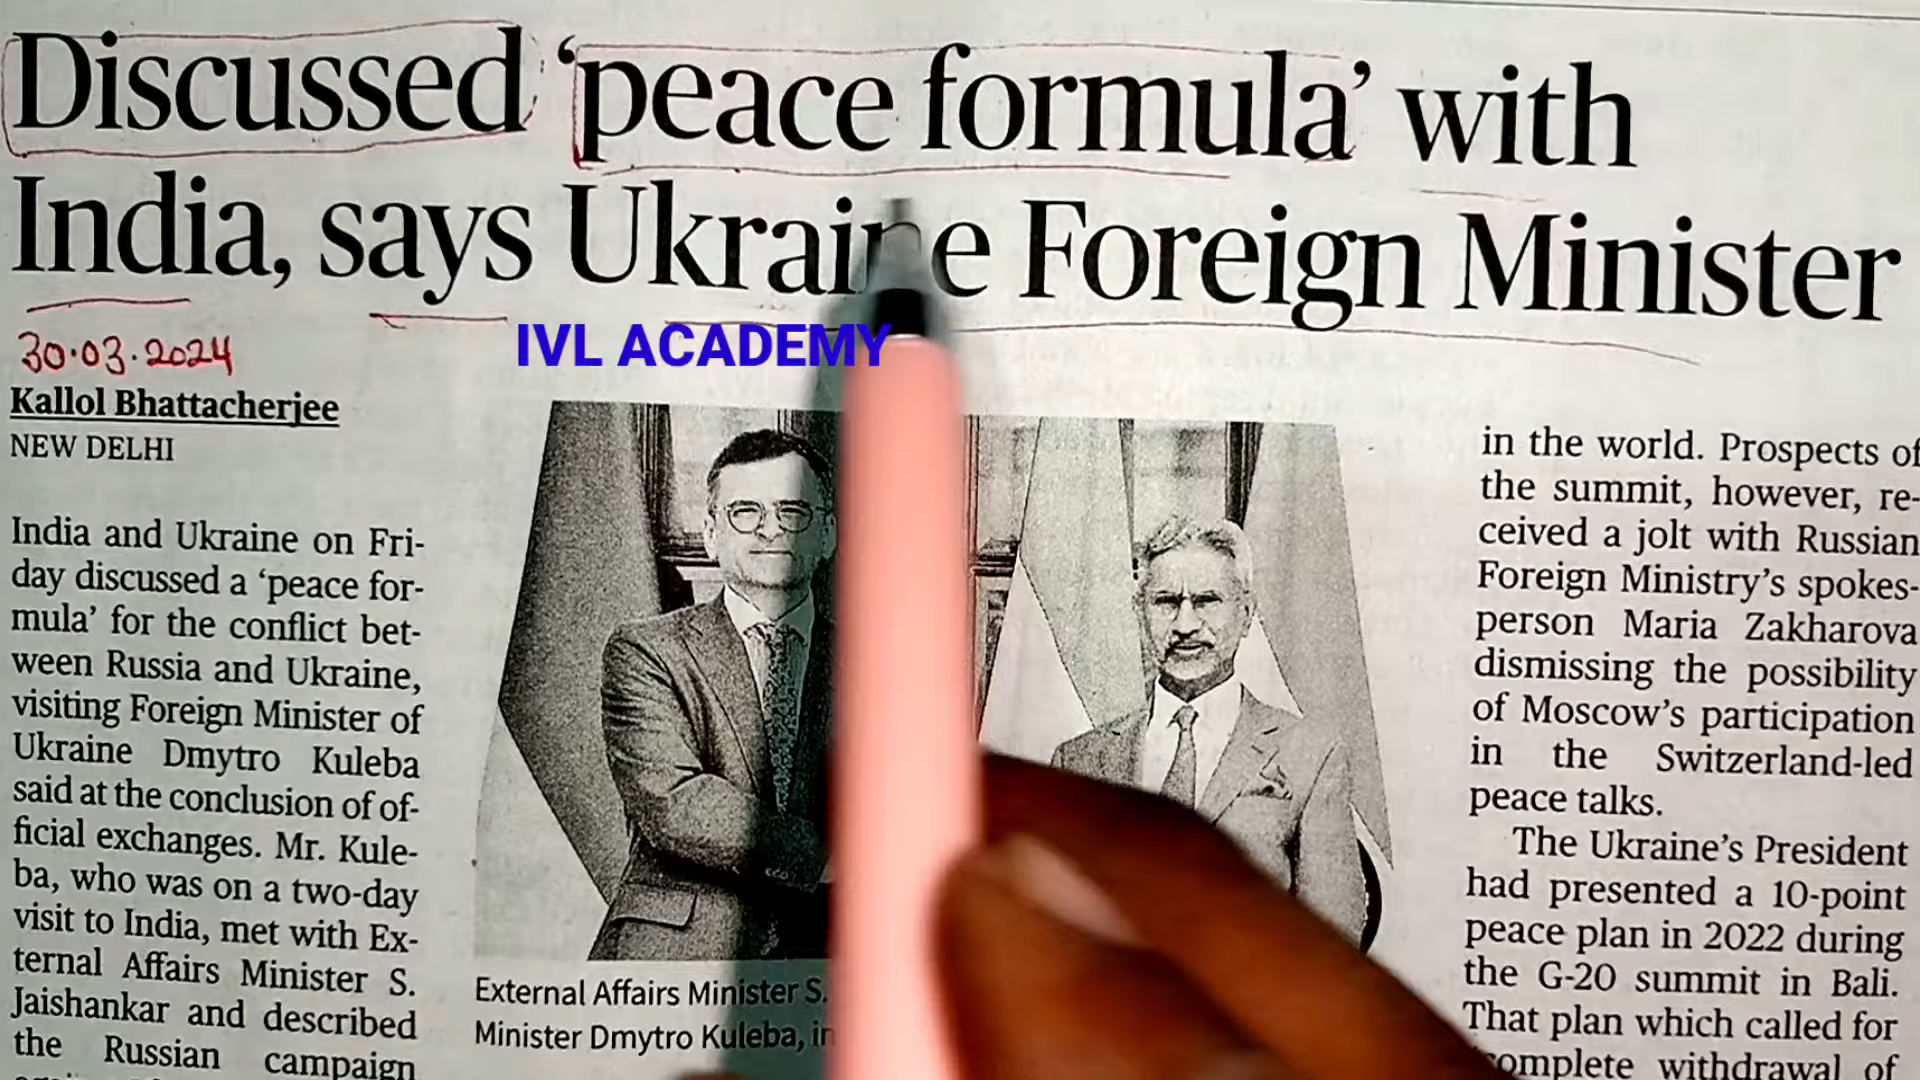 Discussed ‘peace formula’ with
India, says Ukraine Foreign Minister
30.03.2024
IVL ACADEMY
Kallol Bhattacherjee
NEW DELHI
India and Ukraine on Fri-
day discussed a ‘peace for-
mula’ for the conflict bet-
ween Russia and Ukraine,
visiting Foreign Minister of
Ukraine Dmytro Kuleba
said at the conclusion of of-
ficial exchanges. Mr. Kule-
ba, who was on a two-day
visit to India, met with Ex-
ternal Affairs Minister S.
Jaishankar and described
the Russian campaign
External Affairs Minister S.
Minister Dmytro Kuleba, in
in the world. Prospects of
the summit, however, re-
ceived a jolt with Russian
Foreign Ministry’s spokes-
person Maria Zakharova
dismissing the possibility
of Moscow’s participation
in the Switzerland-led
peace talks.
The Ukraine’s President
had presented a 10-point
peace plan in 2022 during
the G-20 summit in Bali.
That plan which called for
complete withdrawal of